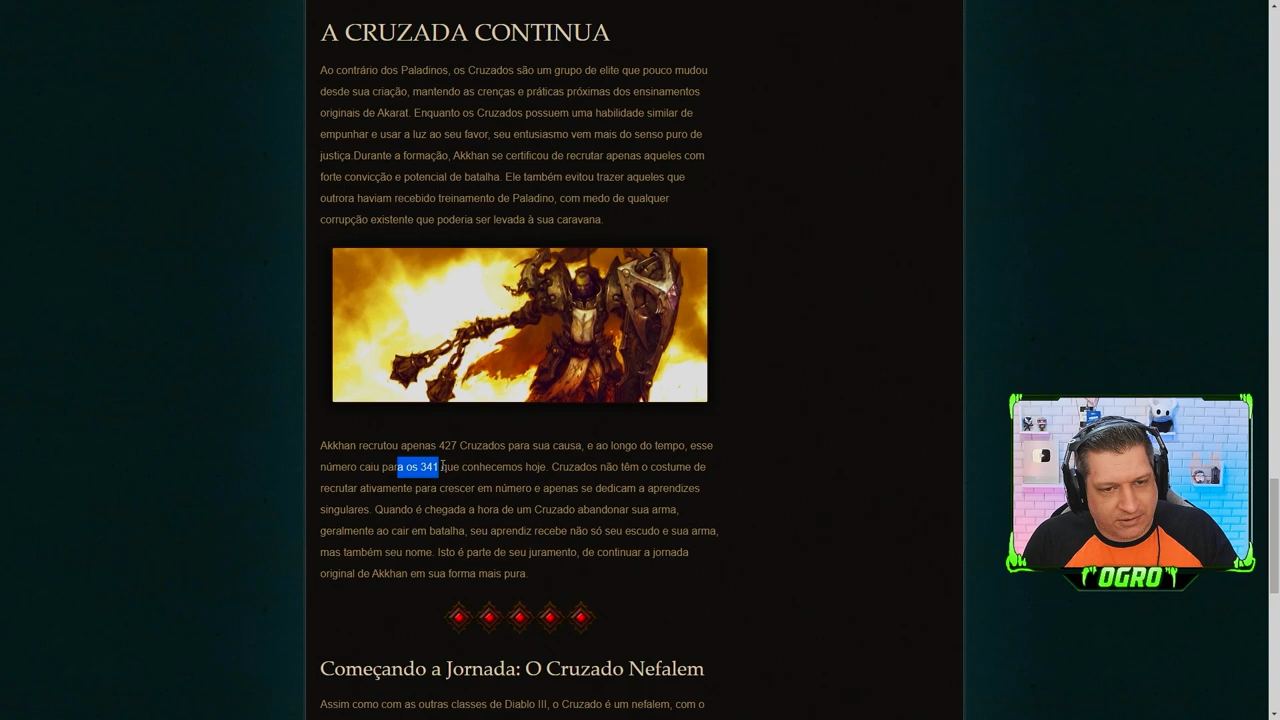 A CRUZADA CONTINUA
Ao contrário dos Paladinos, os Cruzados são um grupo de elite que pouco mudou
desde sua criação, mantendo as crenças e práticas próximas dos ensinamentos
originais de Akarat. Enquanto os Cruzados possuem uma habilidade similar de
empunhar e usar a luz ao seu favor, seu entusiasmo vem mais do senso puro de
justiça.Durante a formação, Akkhan se certificou de recrutar apenas aqueles com
forte convicção e potencial de batalha. Ele também evitou trazer aqueles que
outrora haviam recebido treinamento de Paladino, com medo de qualquer
corrupção existente que poderia ser levada à sua caravana.
Akkhan recrutou apenas 427 Cruzados para sua causa, e ao longo do tempo, esse
número caiu para os 341 que conhecemos hoje. Cruzados não têm o costume de
recrutar ativamente para crescer em número e apenas se dedicam a aprendizes
singulares. Quando é chegada a hora de um Cruzado abandonar sua arma,
geralmente ao cair em batalha, seu aprendiz recebe não só seu escudo e sua arma,
mas também seu nome. Isto é parte de seu juramento, de continuar a jornada
original de Akkhan em sua forma mais pura.
OGRO
Começando a Jornada: O Cruzado Nefalem
Assim como com as outras classes de Diablo III, o Cruzado é um nefalem, com o